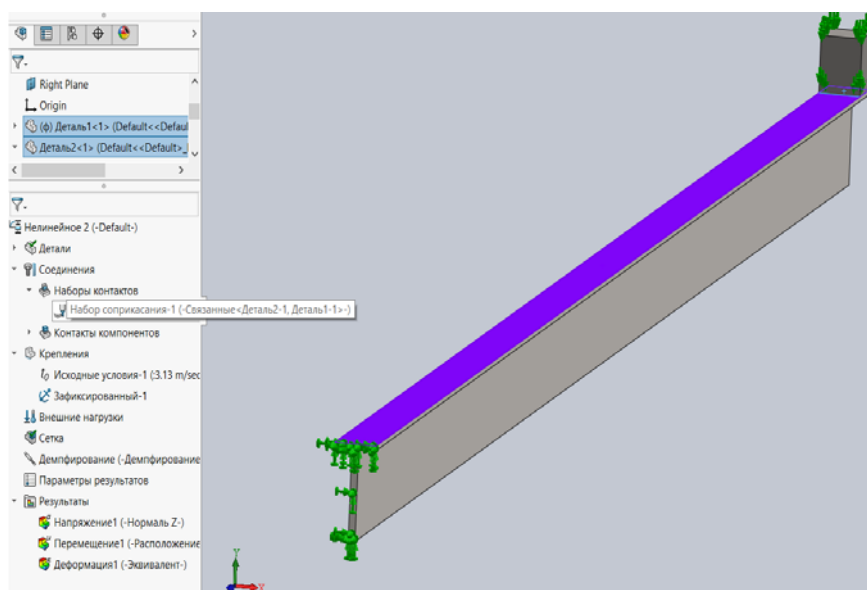 Right Plane
Origin
(ф) Деталь1<1> (Default<<Defaul
Деталь2<1> (Default<<Default>_
Нелинейное 2 (-Default-)
Детали
Соединения
Наборы контактов
Набор соприкасания-1 (-Связанные<Деталь2-1, Деталь1-1>-)
Контакты компонентов
Крепления
Исходные условия-1 (:3.13 m/sec
Зафиксированный-1
Внешние нагрузки
Сетка
Демпфирование (-Демпфирование
Параметры результатов
Результаты
Напряжение1 (-Нормаль Z-)
Перемещение1 (-Расположение
Деформация1 (-Эквивалент-)
Y
X